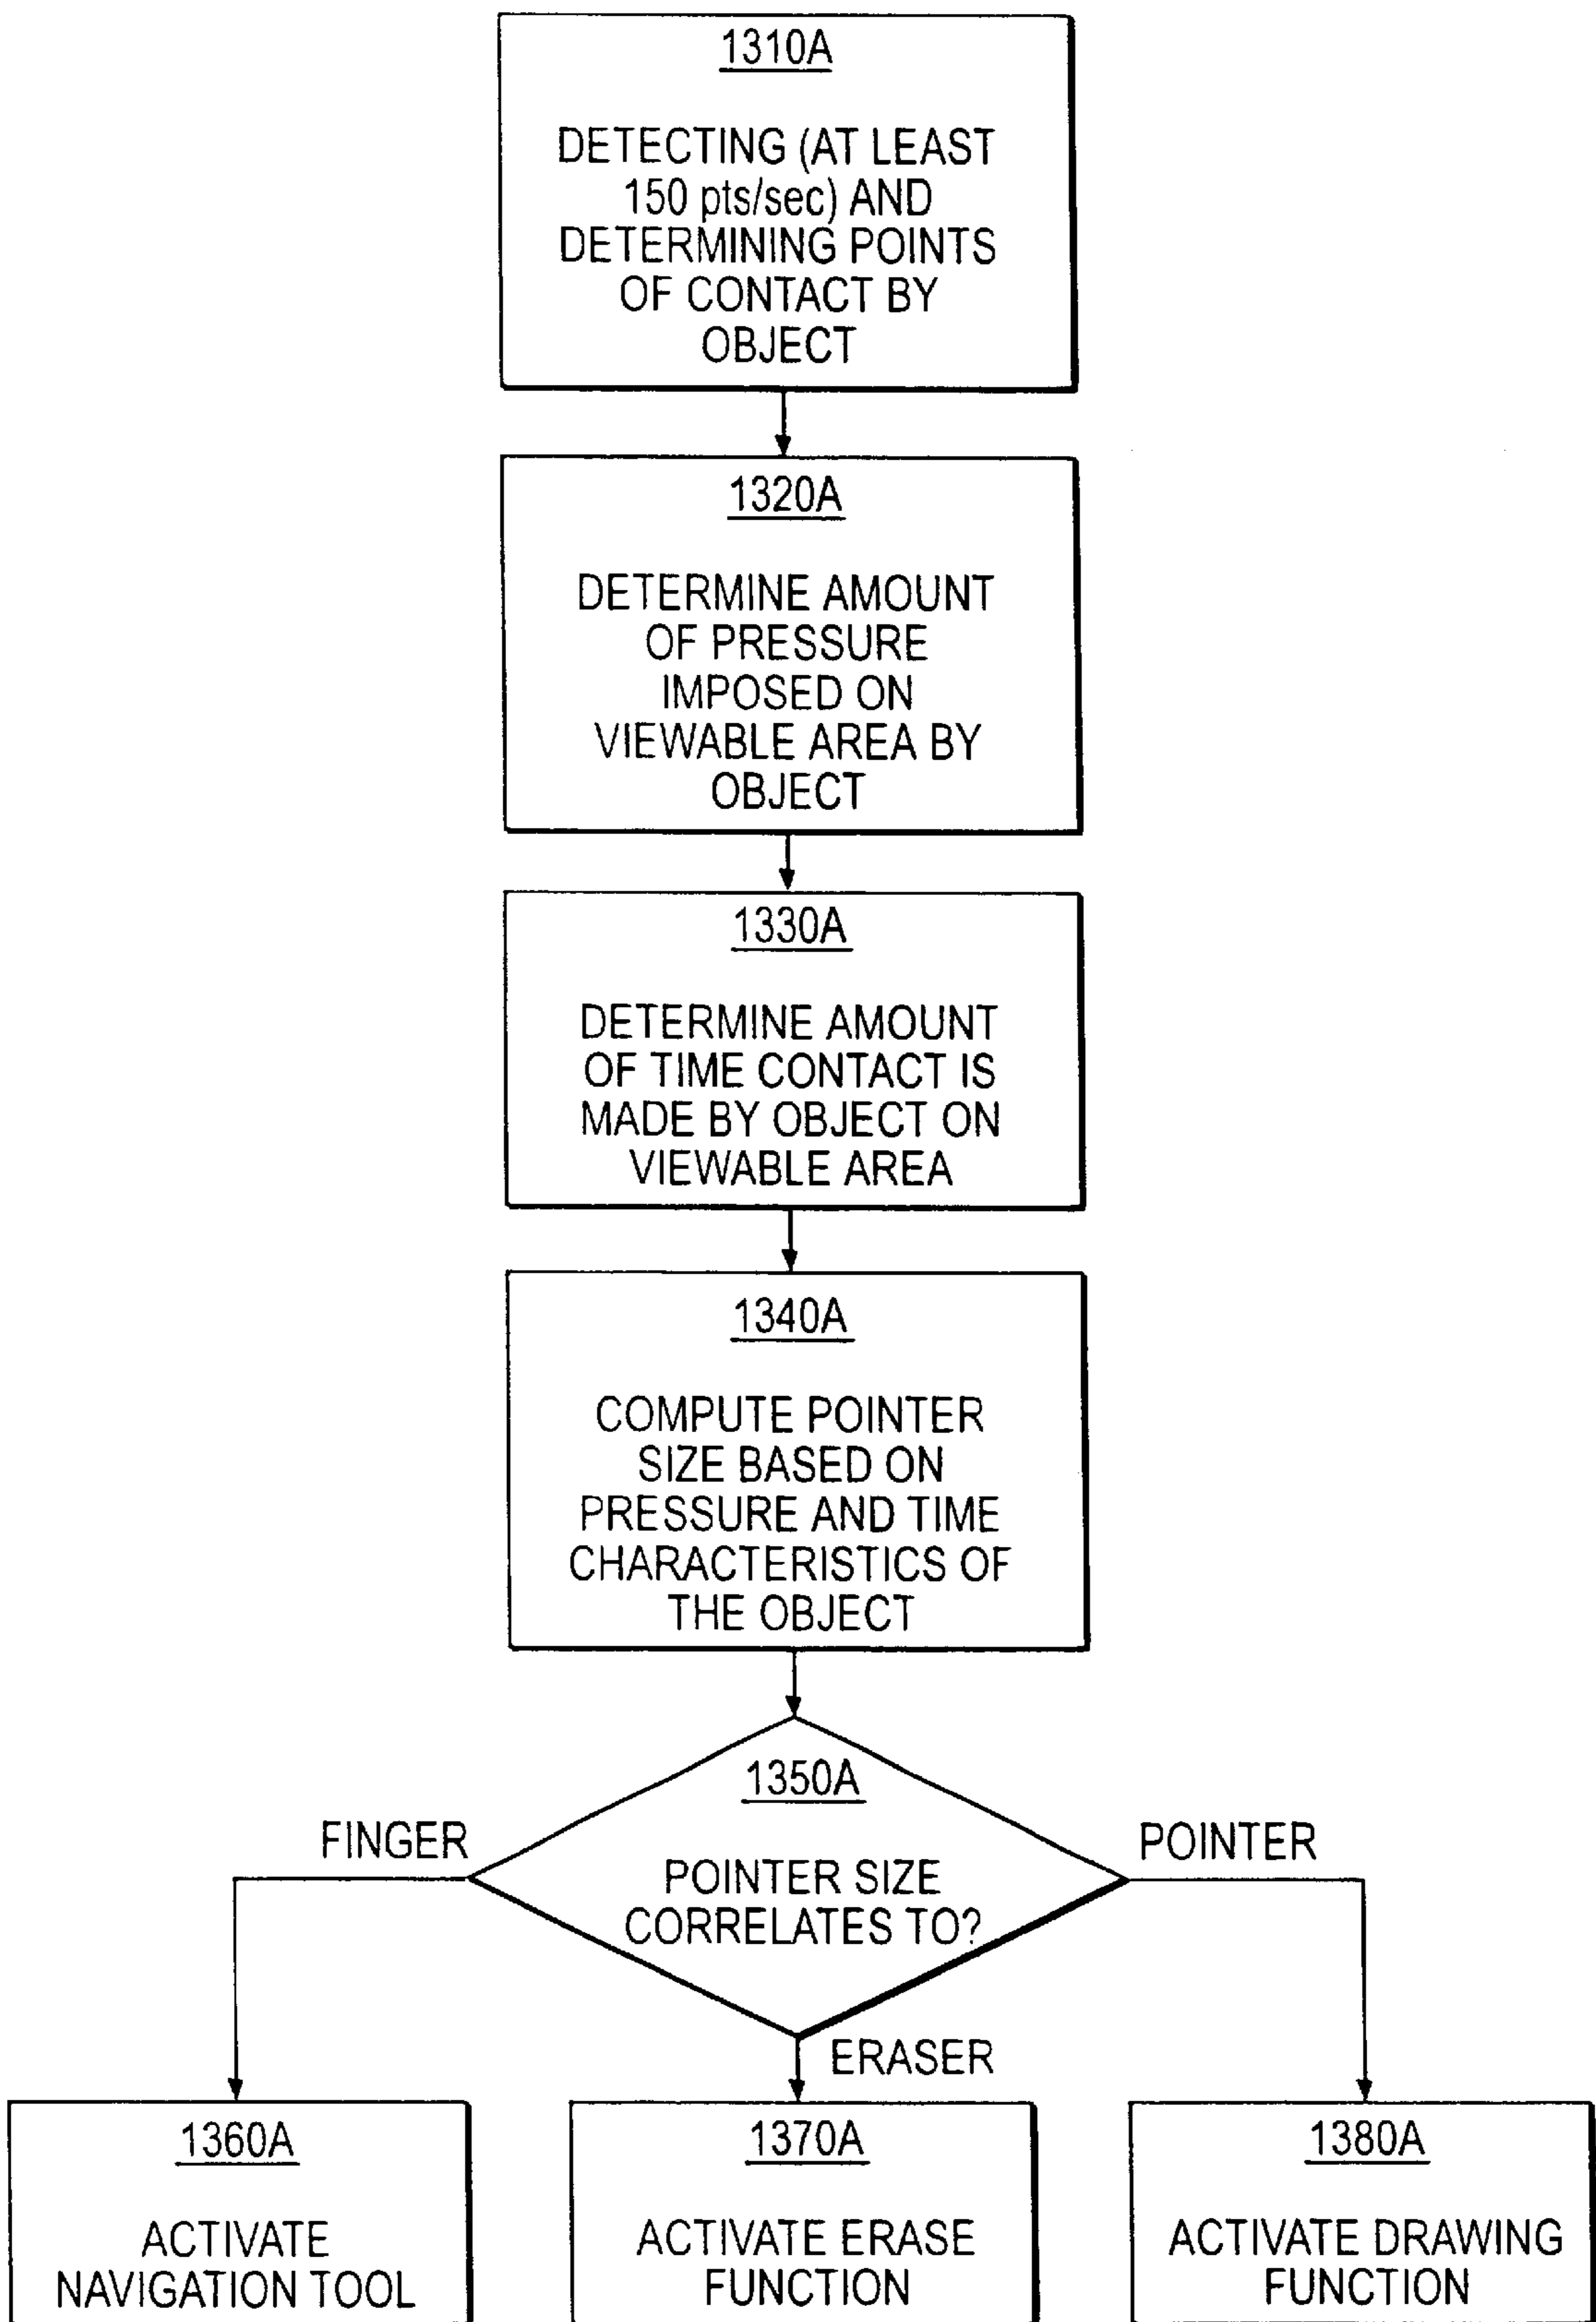 1310A
DETECTING (AT LEAST
150 pts/sec) AND
DETERMINING POINTS
OF CONTACT BY
OBJECT
1320A
DETERMINE AMOUNT
OF PRESSURE
IMPOSED ON
VIEWABLE AREA BY
OBJECT
1330A
DETERMINE AMOUNT
OF TIME CONTACT IS
MADE BY OBJECT ON
VIEWABLE AREA
1340A
COMPUTE POINTER
SIZE BASED ON
PRESSURE AND TIME
CHARACTERISTICS OF
THE OBJECT
1350A
POINTER SIZE
CORRELATES TO?
FINGER
POINTER
ERASER
1360A
ACTIVATE
NAVIGATION TOOL
1370A
ACTIVATE ERASE
FUNCTION
1380A
ACTIVATE DRAWING
FUNCTION